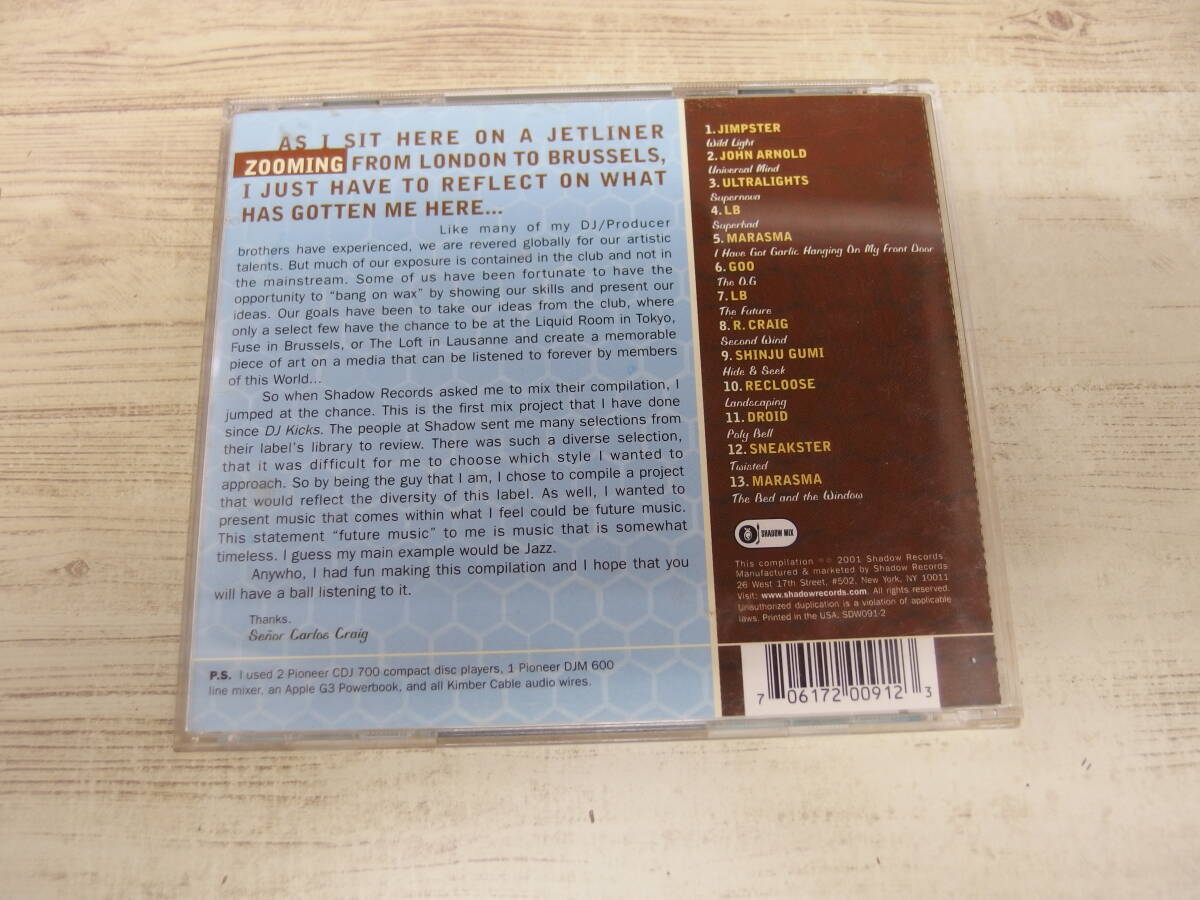 AS I SIT HERE ON A JETLINER
ZOOMING FROM LONDON TO BRUSSELS,
I JUST HAVE TO REFLECT ON WHAT
HAS GOTTEN ME HERE...
Like many of my DJ/Producer
brothers have experienced, we are revered globally for our artistic
talents. But much of our exposure is contained in the club and not in
the mainstream. Some of us have been fortunate to have the
opportunity to "bang on wax" by showing our skills and present our
ideas. Our goals have been to take our ideas from the club, where
only a select few have the chance to be at the Liquid Room in Tokyo,
Fuse in Brussels, or The Loft in Lausanne and create a memorable
piece of art on a media that can be listened to forever by members
of this World...
So when Shadow Records asked me to mix their compilation, I
jumped at the chance. This is the first mix project that I have done
since DJ Kicks. The people at Shadow sent me many selections from
their label's library to review. There was such a diverse selection,
that it was difficult for me to choose which style I wanted to
approach. So by being the guy that I am, I chose to compile a project
that would reflect the diversity of this label. As well, I wanted to
present music that comes within what I feel could be future music.
This statement "future music" to me is music that is somewhat
timeless. I guess my main example would be Jazz.
Anywho, I had fun making this compilation and I hope that you
will have a ball listening to it.
Thanks.
Señor Carlos Craig
P.S. I used 2 Pioneer CDJ 700 compact disc players, 1 Pioneer DJM 600
line mixer, an Apple G3 Powerbook, and all Kimber Cable audio wires.
1. JIMPSTER
Wild Light
2. JOHN ARNOLD
Universal Mind
3. ULTRALIGHTS
Supernova
4. LB
Superbad
5. MARASMA
I Have Got Garlic Hanging On My Front Door
6. GOO
The O.G
7. LB
The Future
8. R. CRAIG
Second Wind
9. SHINJU GUMI
Hide & Seek
10. RECLOOSE
Landscaping
11. DROID
Poly Bell
12. SNEAKSTER
Twisted
13. MARASMA
The Bed and the Window
SHADOW MIX
This compilation 2001 Shadow Records.
Manufactured & marketed by Shadow Records
26 West 17th Street, #502, New York, NY 10011
Visit: www.shadowrecords.com. All rights reserved.
Unauthorized duplication is a violation of applicable
laws. Printed in the USA. SDW091-2
7 06172 00912 3